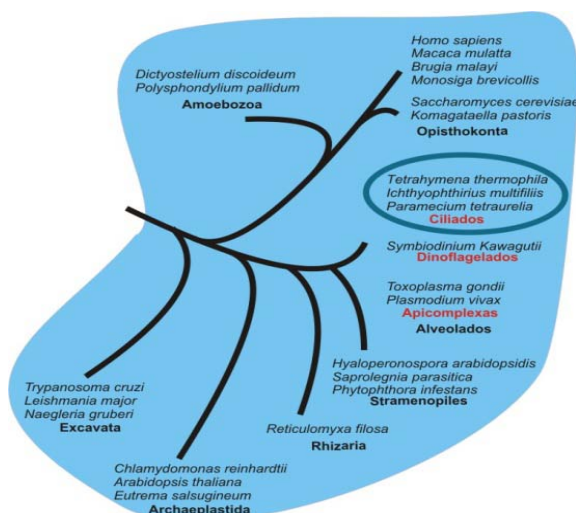 Homo sapiens
Macaca mulatta
Brugia malayi
Monosiga brevicollis
Dictyostelium discoideum
Polysphondylium pallidum
Amoebozoa
Saccharomyces cerevisiae
Komagataella pastoris
Opisthokonta
Tetrahymena thermophila
Ichthyophthirius multifiliis
Paramecium tetraurelia
Ciliados
Symbiodinium Kawagutii
Dinoflagelados
Toxoplasma gondii
Plasmodium vivax
Apicomplexas
Alveolados
Hyaloperonospora arabidopsidis
Saprolegnia parasitica
Phytophthora infestans
Stramenopiles
Trypanosoma cruzi
Leishmania major
Naegleria gruberi
Excavata
Reticulomyxa filosa
Rhizaria
Chlamydomonas reinhardtii
Arabidopsis thaliana
Eutrema salsugineum
Archaeplastida